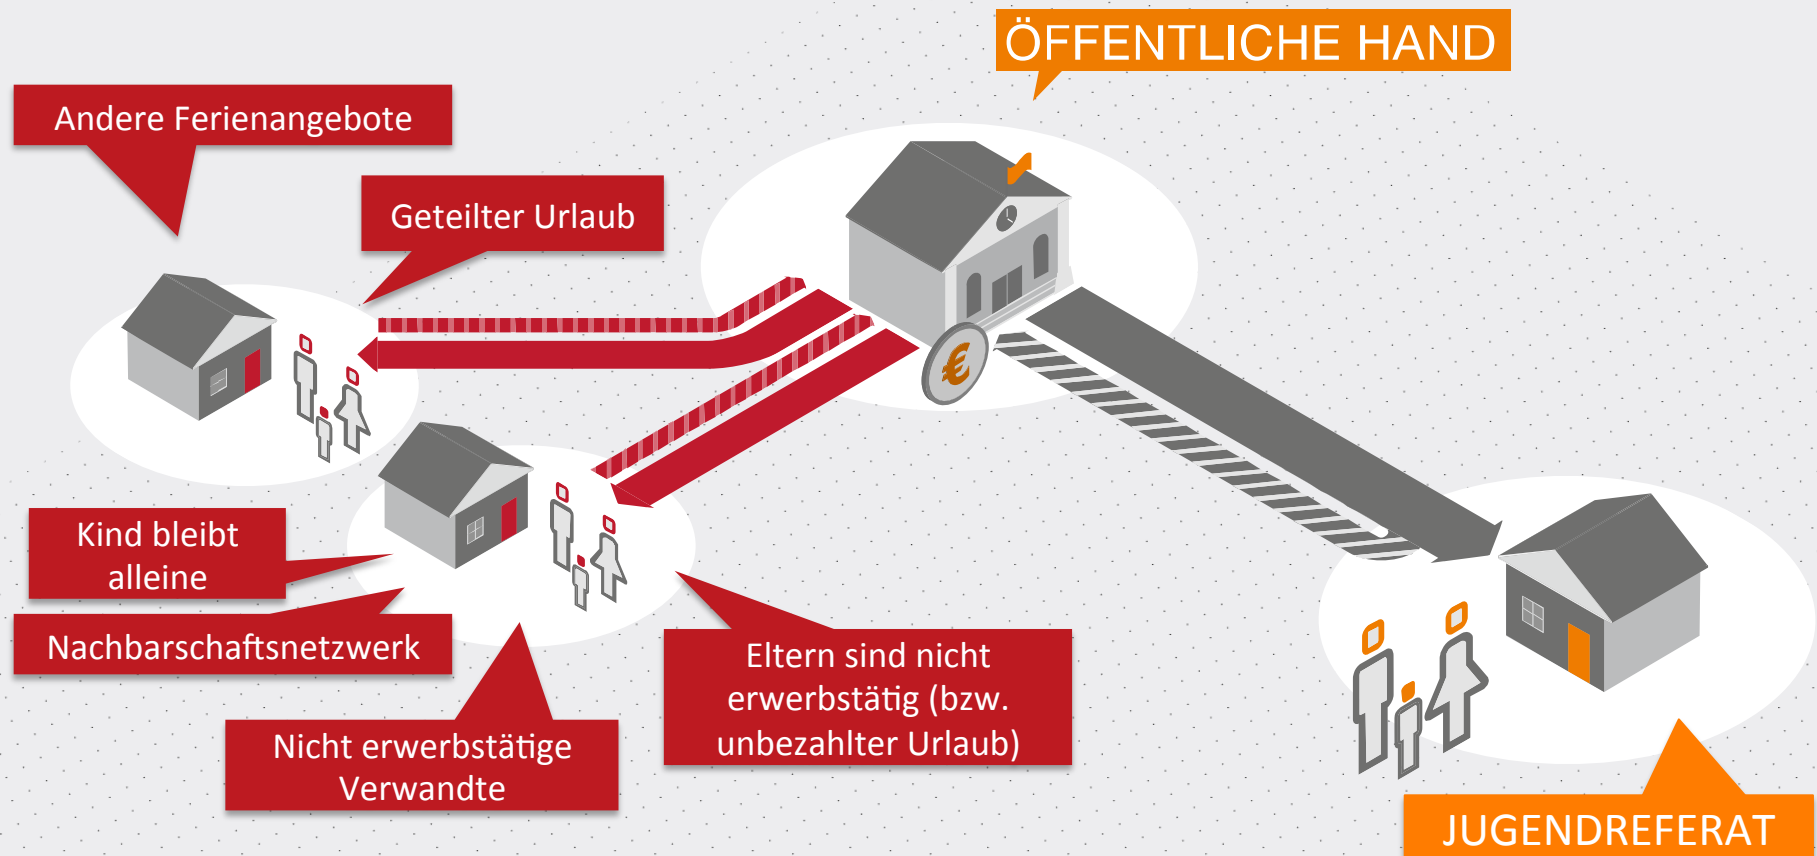 ÖFFENTLICHE HAND
Andere Ferienangebote
Geteilter Urlaub
€
Kind bleibt
alleine
Nachbarschaftsnetzwerk
Nicht erwerbstätige
Verwandte
Eltern sind nicht
erwerbstätig (bzw.
unbezahlter Urlaub)
JUGENDREFERAT